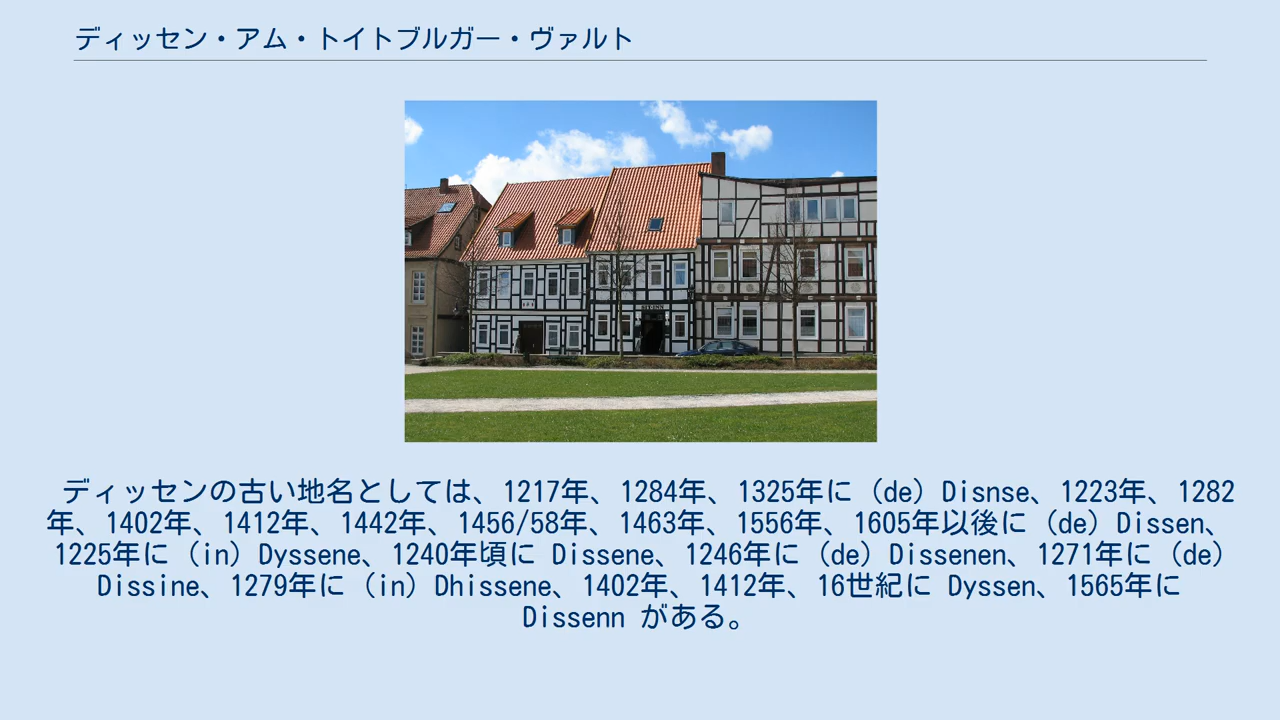 ディッセン・アム・トイトブルガー・ヴァルト
ディッセンの古い地名としては、1217年、1284年、1325年に (de) Disnse、1223年、1282
年、1402年、1412年、1442年、1456/58年、1463年、1556年、1605年以後に (de) Dissen、
1225年に (in) Dyssene、1240年頃に Dissene、1246年に (de) Dissenen、1271年に (de)
Dissine、1279年に (in) Dhissene、1402年、1412年、16世紀に Dyssen、1565年に
Dissenn がある。